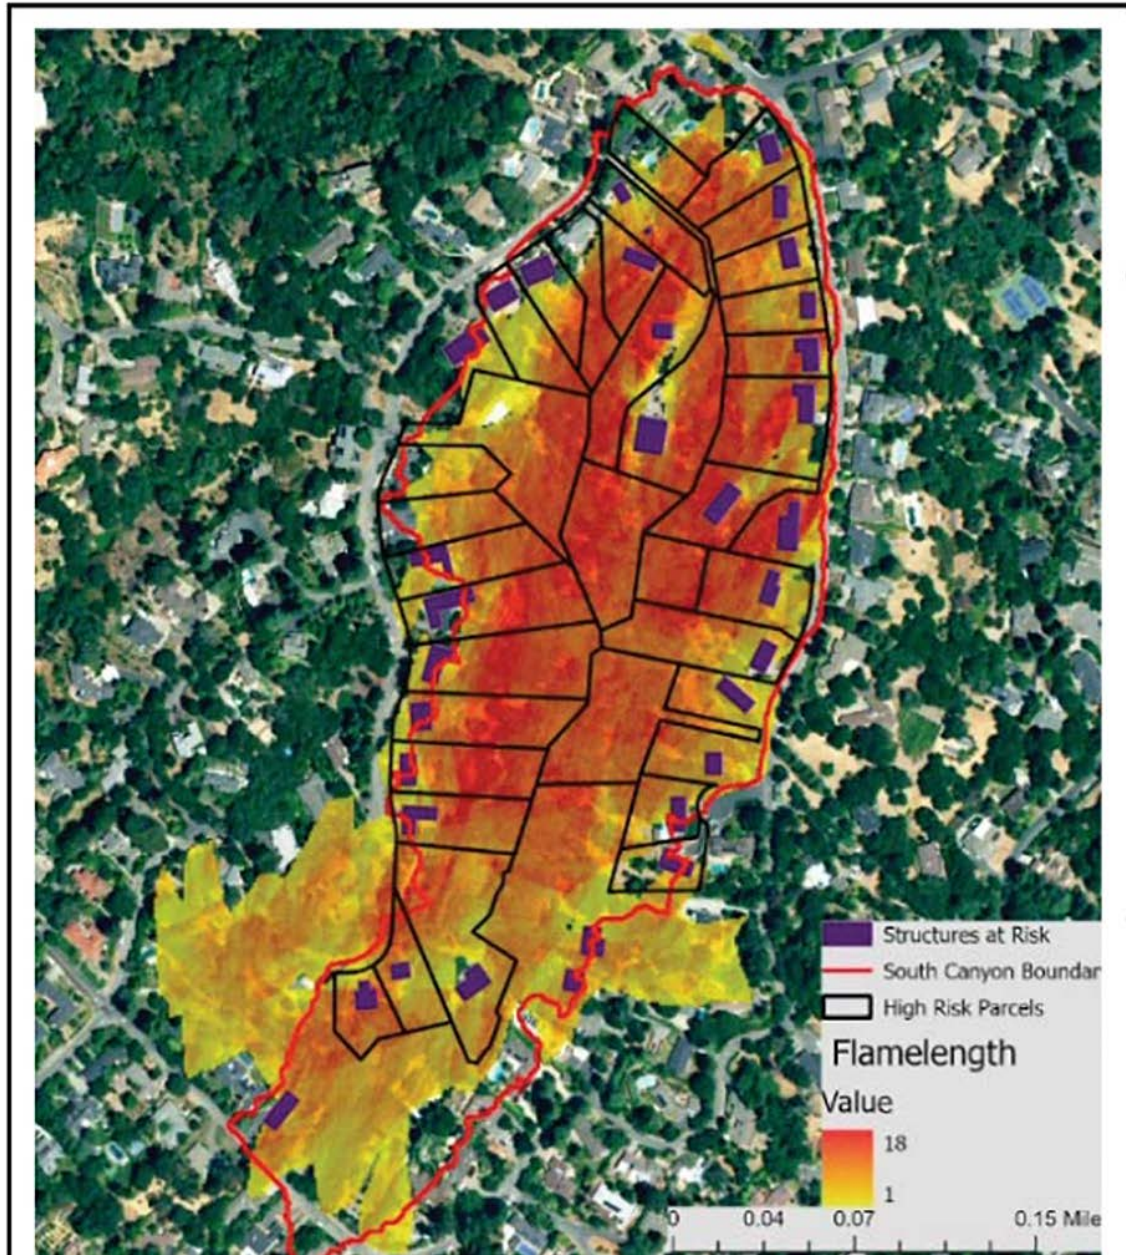 Structures at Risk
South Canyon Boundar
High Risk Parcels
Flamelength
Value
18
1
0 0.04 0.07 0.15 Mile